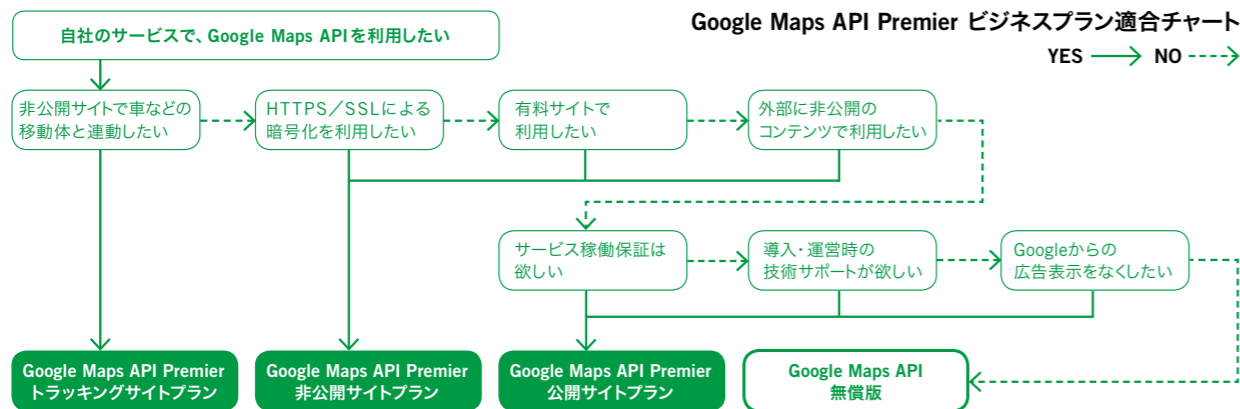 Google Maps API Premier ビジネスプラン適合チャート
YES NO
自社のサービスで、Google Maps APIを利用したい
非公開サイトで車などの
移動体と連動したい
HTTPS／SSLによる
暗号化を利用したい
有料サイトで
利用したい
外部に非公開の
コンテンツで利用したい
サービス稼働保証は
欲しい
導入・運営時の
技術サポートが欲しい
Googleからの
広告表示をなくしたい
Google Maps API Premier
トラッキングサイトプラン
Google Maps API Premier
非公開サイトプラン
Google Maps API Premier
公開サイトプラン
Google Maps API
無償版